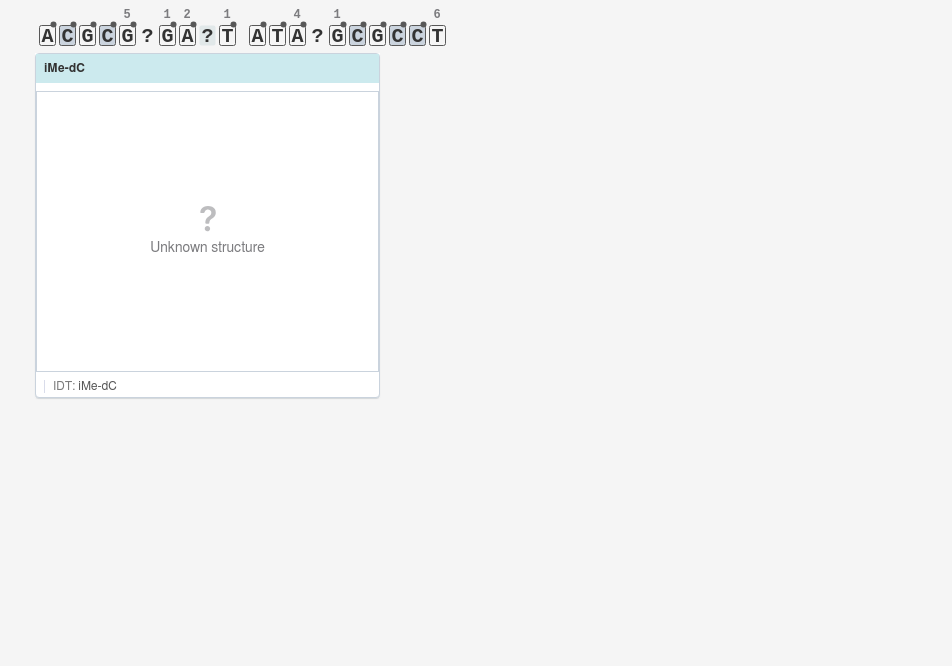 5 1 2 1 4 1 6
A C G C G ? G A ? T A T A ? G C G C C T
iMe-dC
?
Unknown structure
IDT: iMe-dC